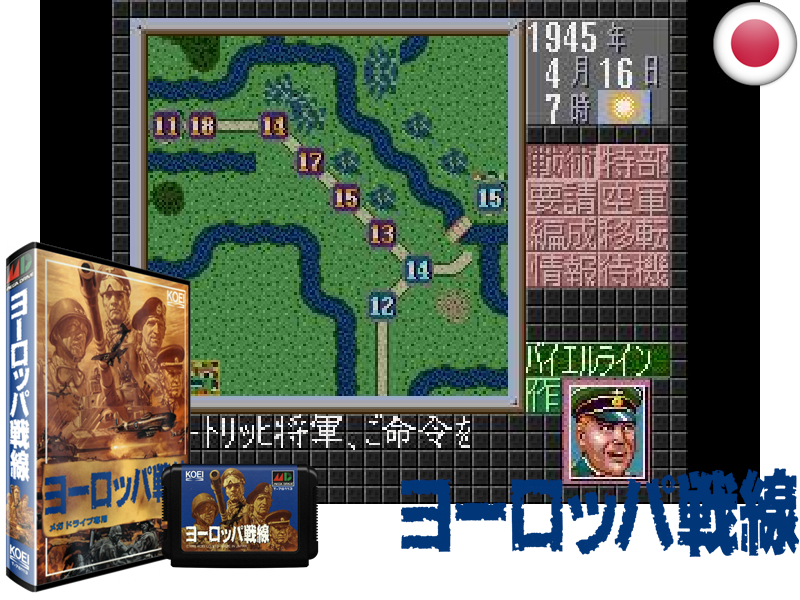 1945年
4月16日
7時
11 18 14
17
15
13
15
14
12
戦術 特部
要請 空軍
編成 移転
情報 待機
バイエルライン
作
ートリッヒ将軍、ご命令を
KOEI
ヨーロッパ戦線
ヨーロッパ戦線
メガドライブ専用
KOEI
KOEI
ヨーロッパ戦線
ヨーロッパ戦線